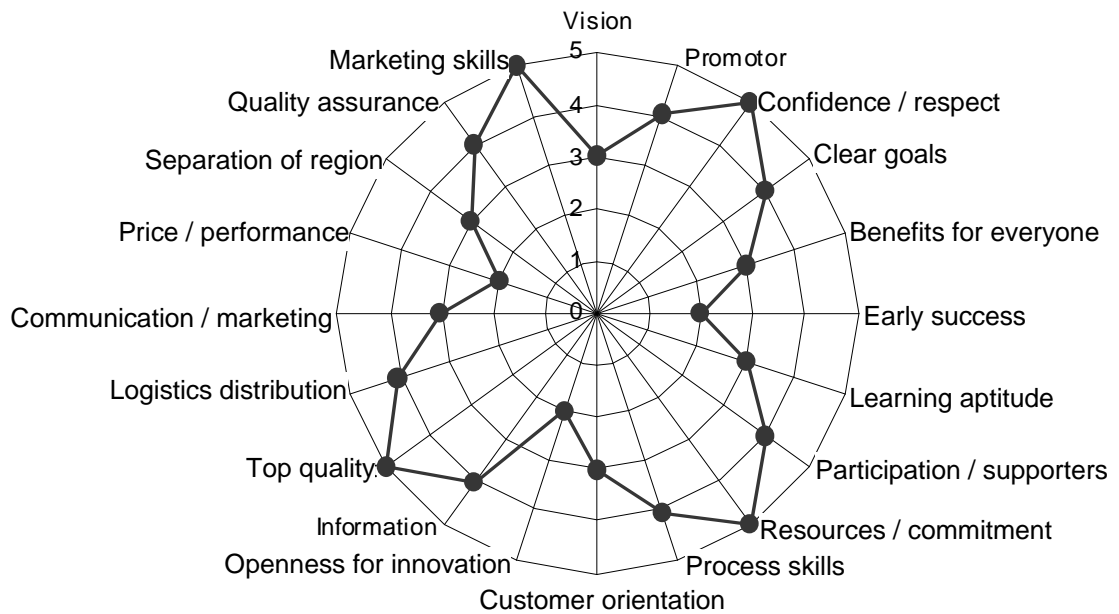 Vision
Promotor
Confidence / respect
Clear goals
Benefits for everyone
Early success
Learning aptitude
Participation / supporters
Resources / commitment
Process skills
Customer orientation
Openness for innovation
Information
Top quality
Logistics distribution
Communication / marketing
Price / performance
Separation of region
Quality assurance
Marketing skills
5
4
3
2
1
0